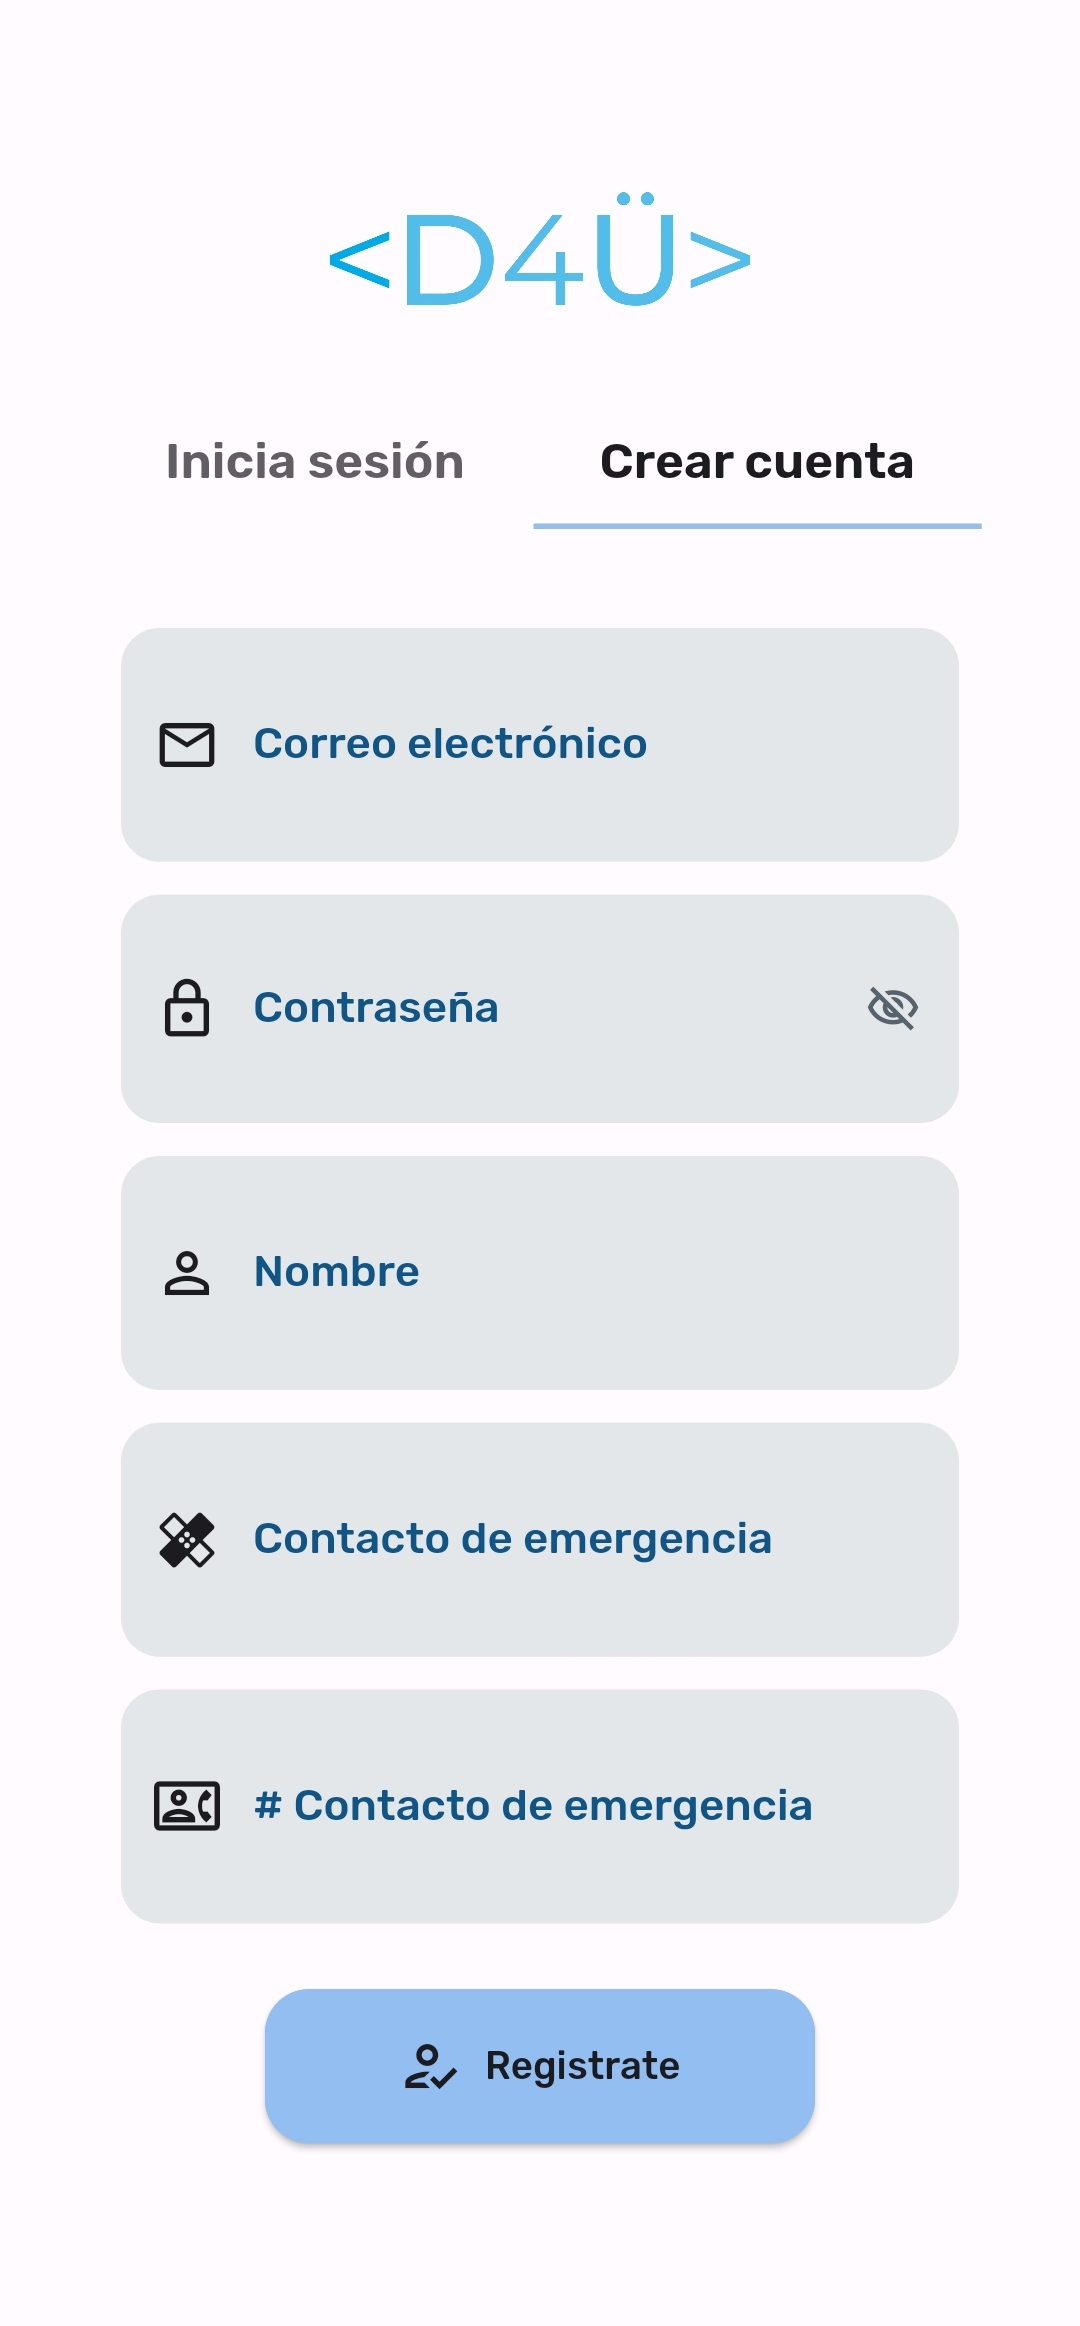 <D4Ü>
Inicia sesión
Crear cuenta
Correo electrónico
Contraseña
Nombre
Contacto de emergencia
# Contacto de emergencia
Registrate